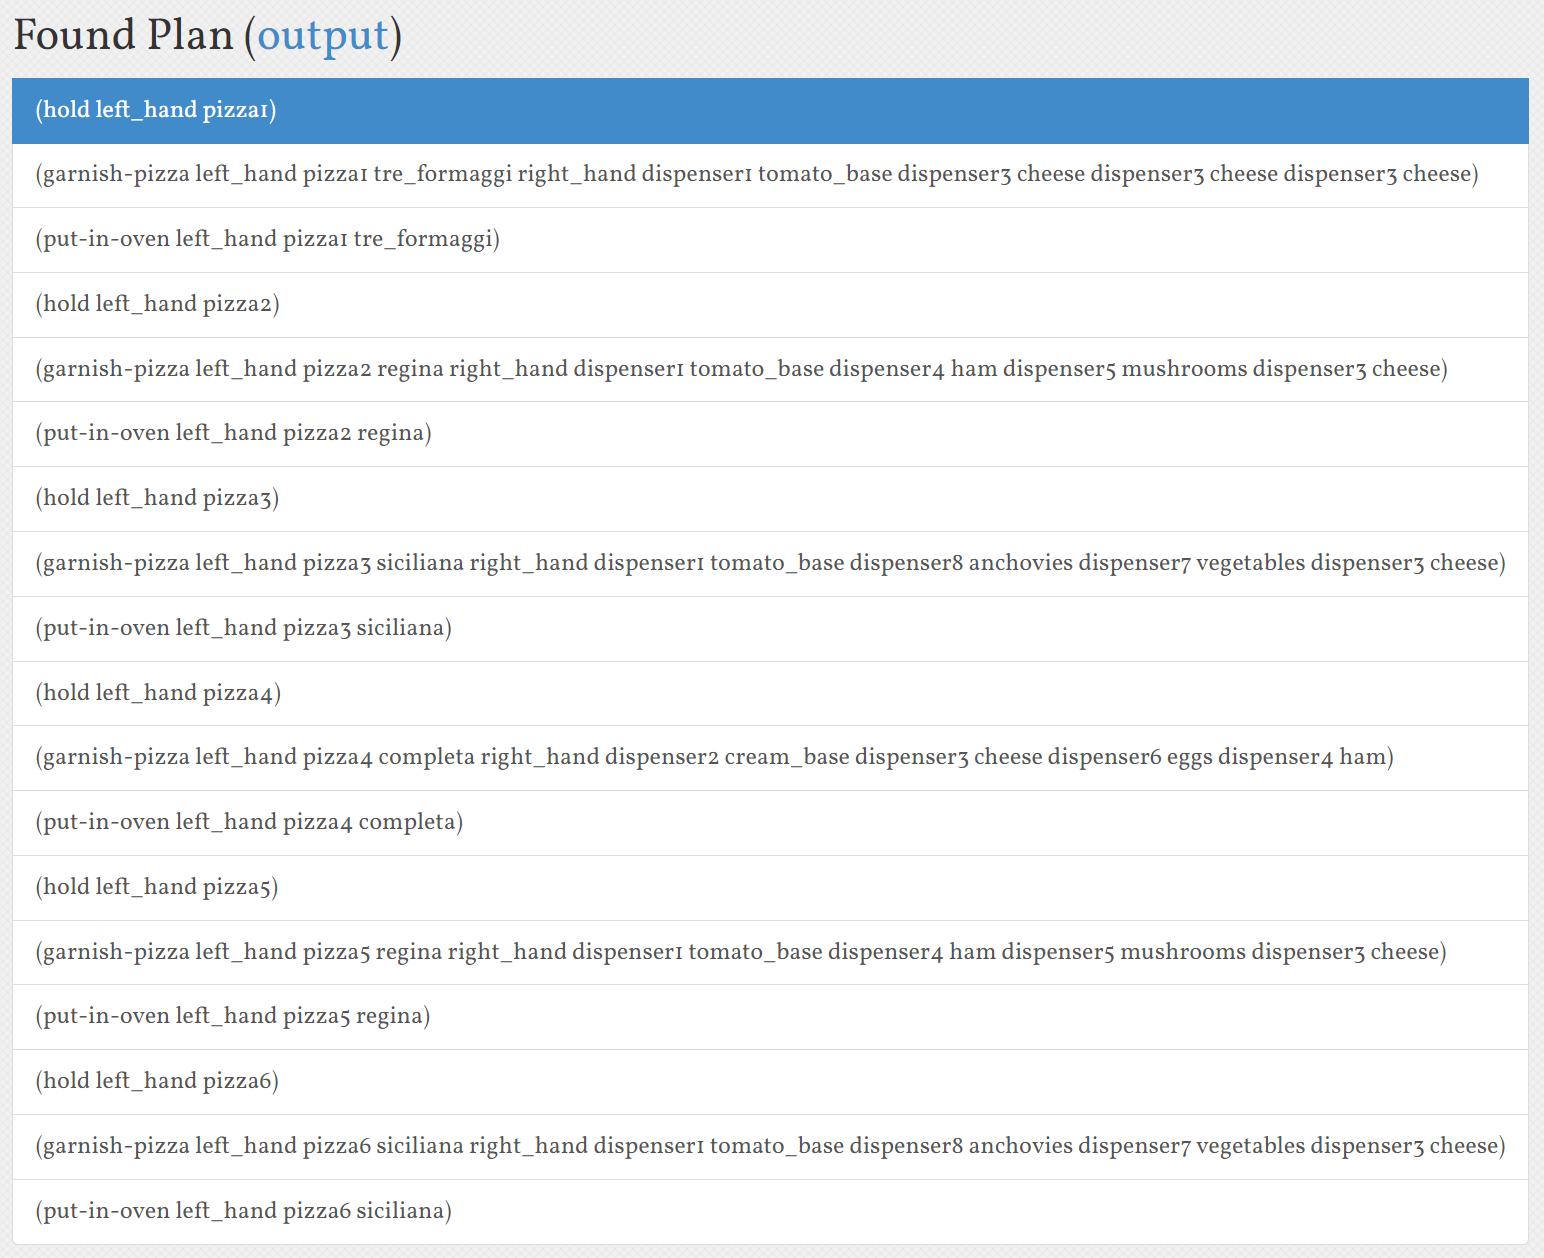 Found Plan (output)
(hold left_hand pizza1)
(garnish-pizza left_hand pizza1 tre_formaggi right_hand dispenser1 tomato_base dispenser3 cheese dispenser3 cheese dispenser3 cheese)
(put-in-oven left_hand pizza1 tre_formaggi)
(hold left_hand pizza2)
(garnish-pizza left_hand pizza2 regina right_hand dispenser1 tomato_base dispenser4 ham dispenser5 mushrooms dispenser3 cheese)
(put-in-oven left_hand pizza2 regina)
(hold left_hand pizza3)
(garnish-pizza left_hand pizza3 siciliana right_hand dispenser1 tomato_base dispenser8 anchovies dispenser7 vegetables dispenser3 cheese)
(put-in-oven left_hand pizza3 siciliana)
(hold left_hand pizza4)
(garnish-pizza left_hand pizza4 completa right_hand dispenser2 cream_base dispenser3 cheese dispenser6 eggs dispenser4 ham)
(put-in-oven left_hand pizza4 completa)
(hold left_hand pizza5)
(garnish-pizza left_hand pizza5 regina right_hand dispenser1 tomato_base dispenser4 ham dispenser5 mushrooms dispenser3 cheese)
(put-in-oven left_hand pizza5 regina)
(hold left_hand pizza6)
(garnish-pizza left_hand pizza6 siciliana right_hand dispenser1 tomato_base dispenser8 anchovies dispenser7 vegetables dispenser3 cheese)
(put-in-oven left_hand pizza6 siciliana)